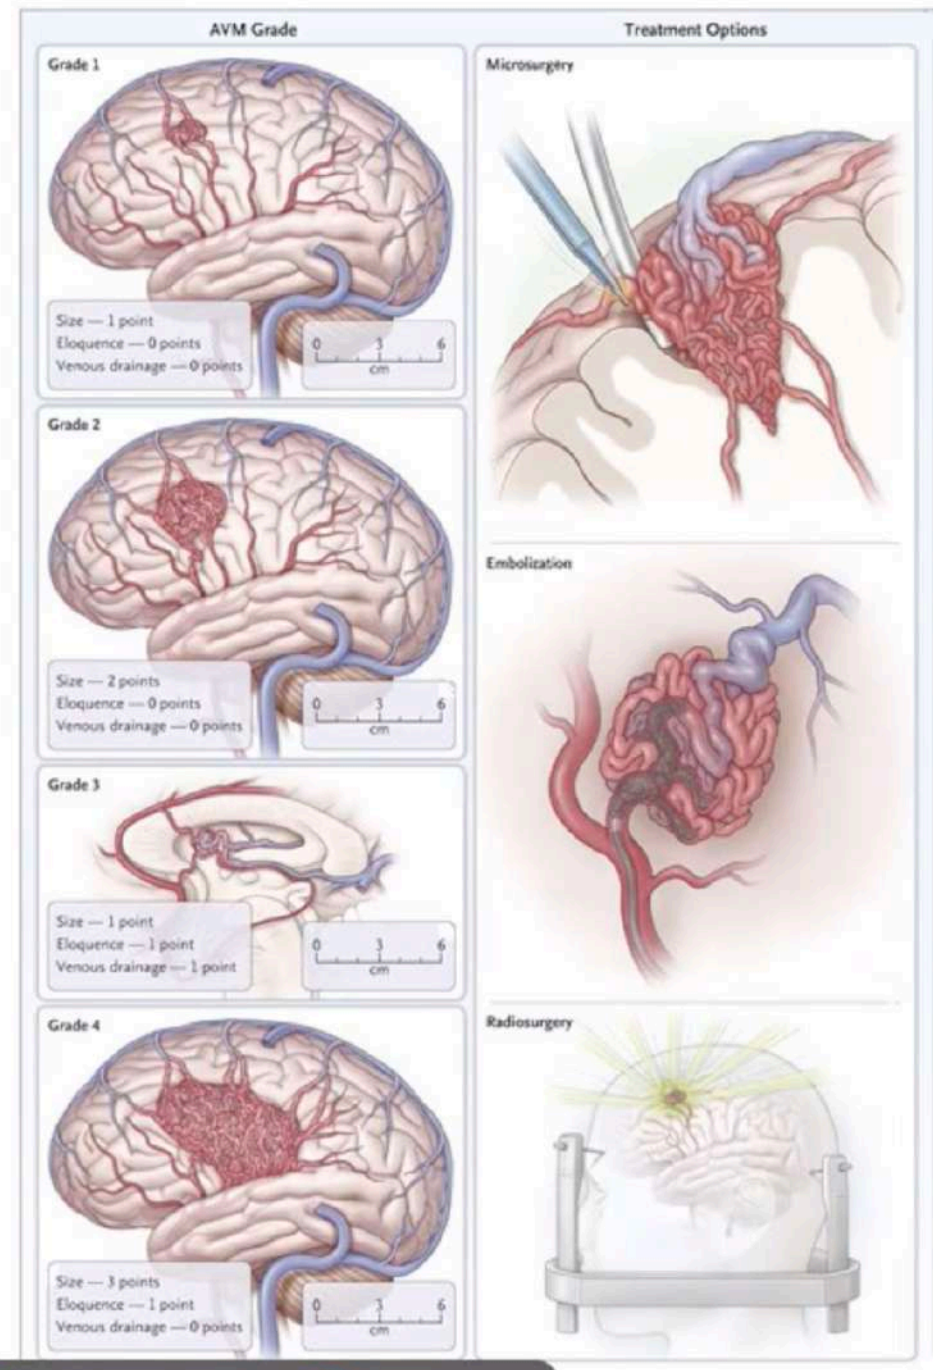 AVM Grade
Grade 1
Size — 1 point
Eloquence — 0 points
Venous drainage — 0 points
0 3 6
cm
Grade 2
Size — 2 points
Eloquence — 0 points
Venous drainage — 0 points
0 3 6
cm
Grade 3
Size — 1 point
Eloquence — 1 point
Venous drainage — 1 point
0 3 6
cm
Grade 4
Size — 3 points
Eloquence — 1 point
Venous drainage — 0 points
0 3 6
cm
Treatment Options
Microsurgery
Embolization
Radiosurgery